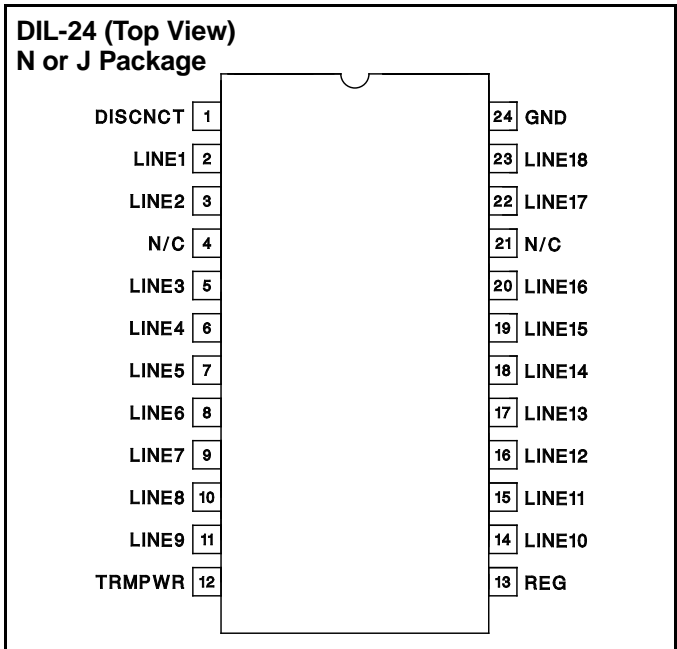 DIL-24 (Top View)
N or J Package
DISCNCT 1 24 GND
LINE1 2 23 LINE18
LINE2 3 22 LINE17
N/C 4 21 N/C
LINE3 5 20 LINE16
LINE4 6 19 LINE15
LINE5 7 18 LINE14
LINE6 8 17 LINE13
LINE7 9 16 LINE12
LINE8 10 15 LINE11
LINE9 11 14 LINE10
TRMPWR 12 13 REG